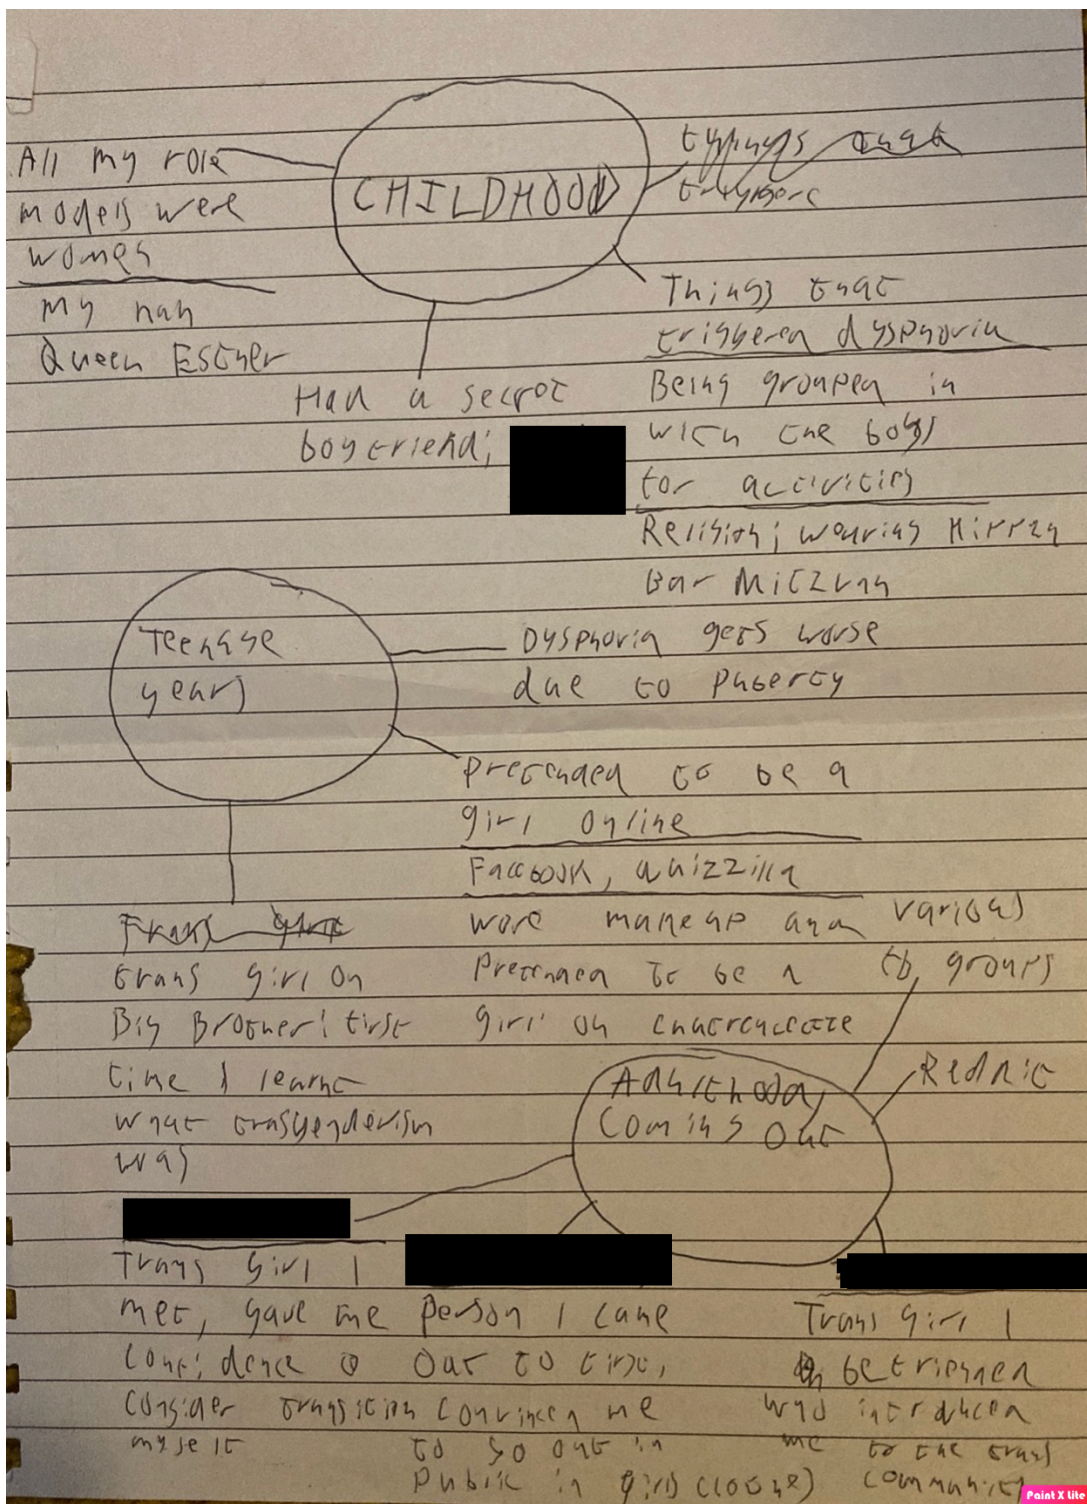 CHILDHOOD
All my role
models were
women
My nan
Queen Esther
Had a secret
boyfriend;
Things that
triggered dysphoria
Being grouped in
with the boys
for activities
Religion; wearing Kippah
Bar Mitzvah
Teenage
years
Dysphoria gets worse
due to puberty
Pretended to be a
girl online
Facebook, quizzilla
wore makeup and
Pretended to be a
girl on chatroulette
Trans girl
trans girl on
Big Brother: first
time I learnt
what transgenderism
was
Adulthood,
Coming out
various
fb groups
Reddit
Trans girl I
met, gave me
confidence to
consider transition
myself
Person I came
out to first,
convinced me
to go out in
public in girls clothes
Trans girl I
befriended
who introduced
me to the trans
community
Paint X Lite